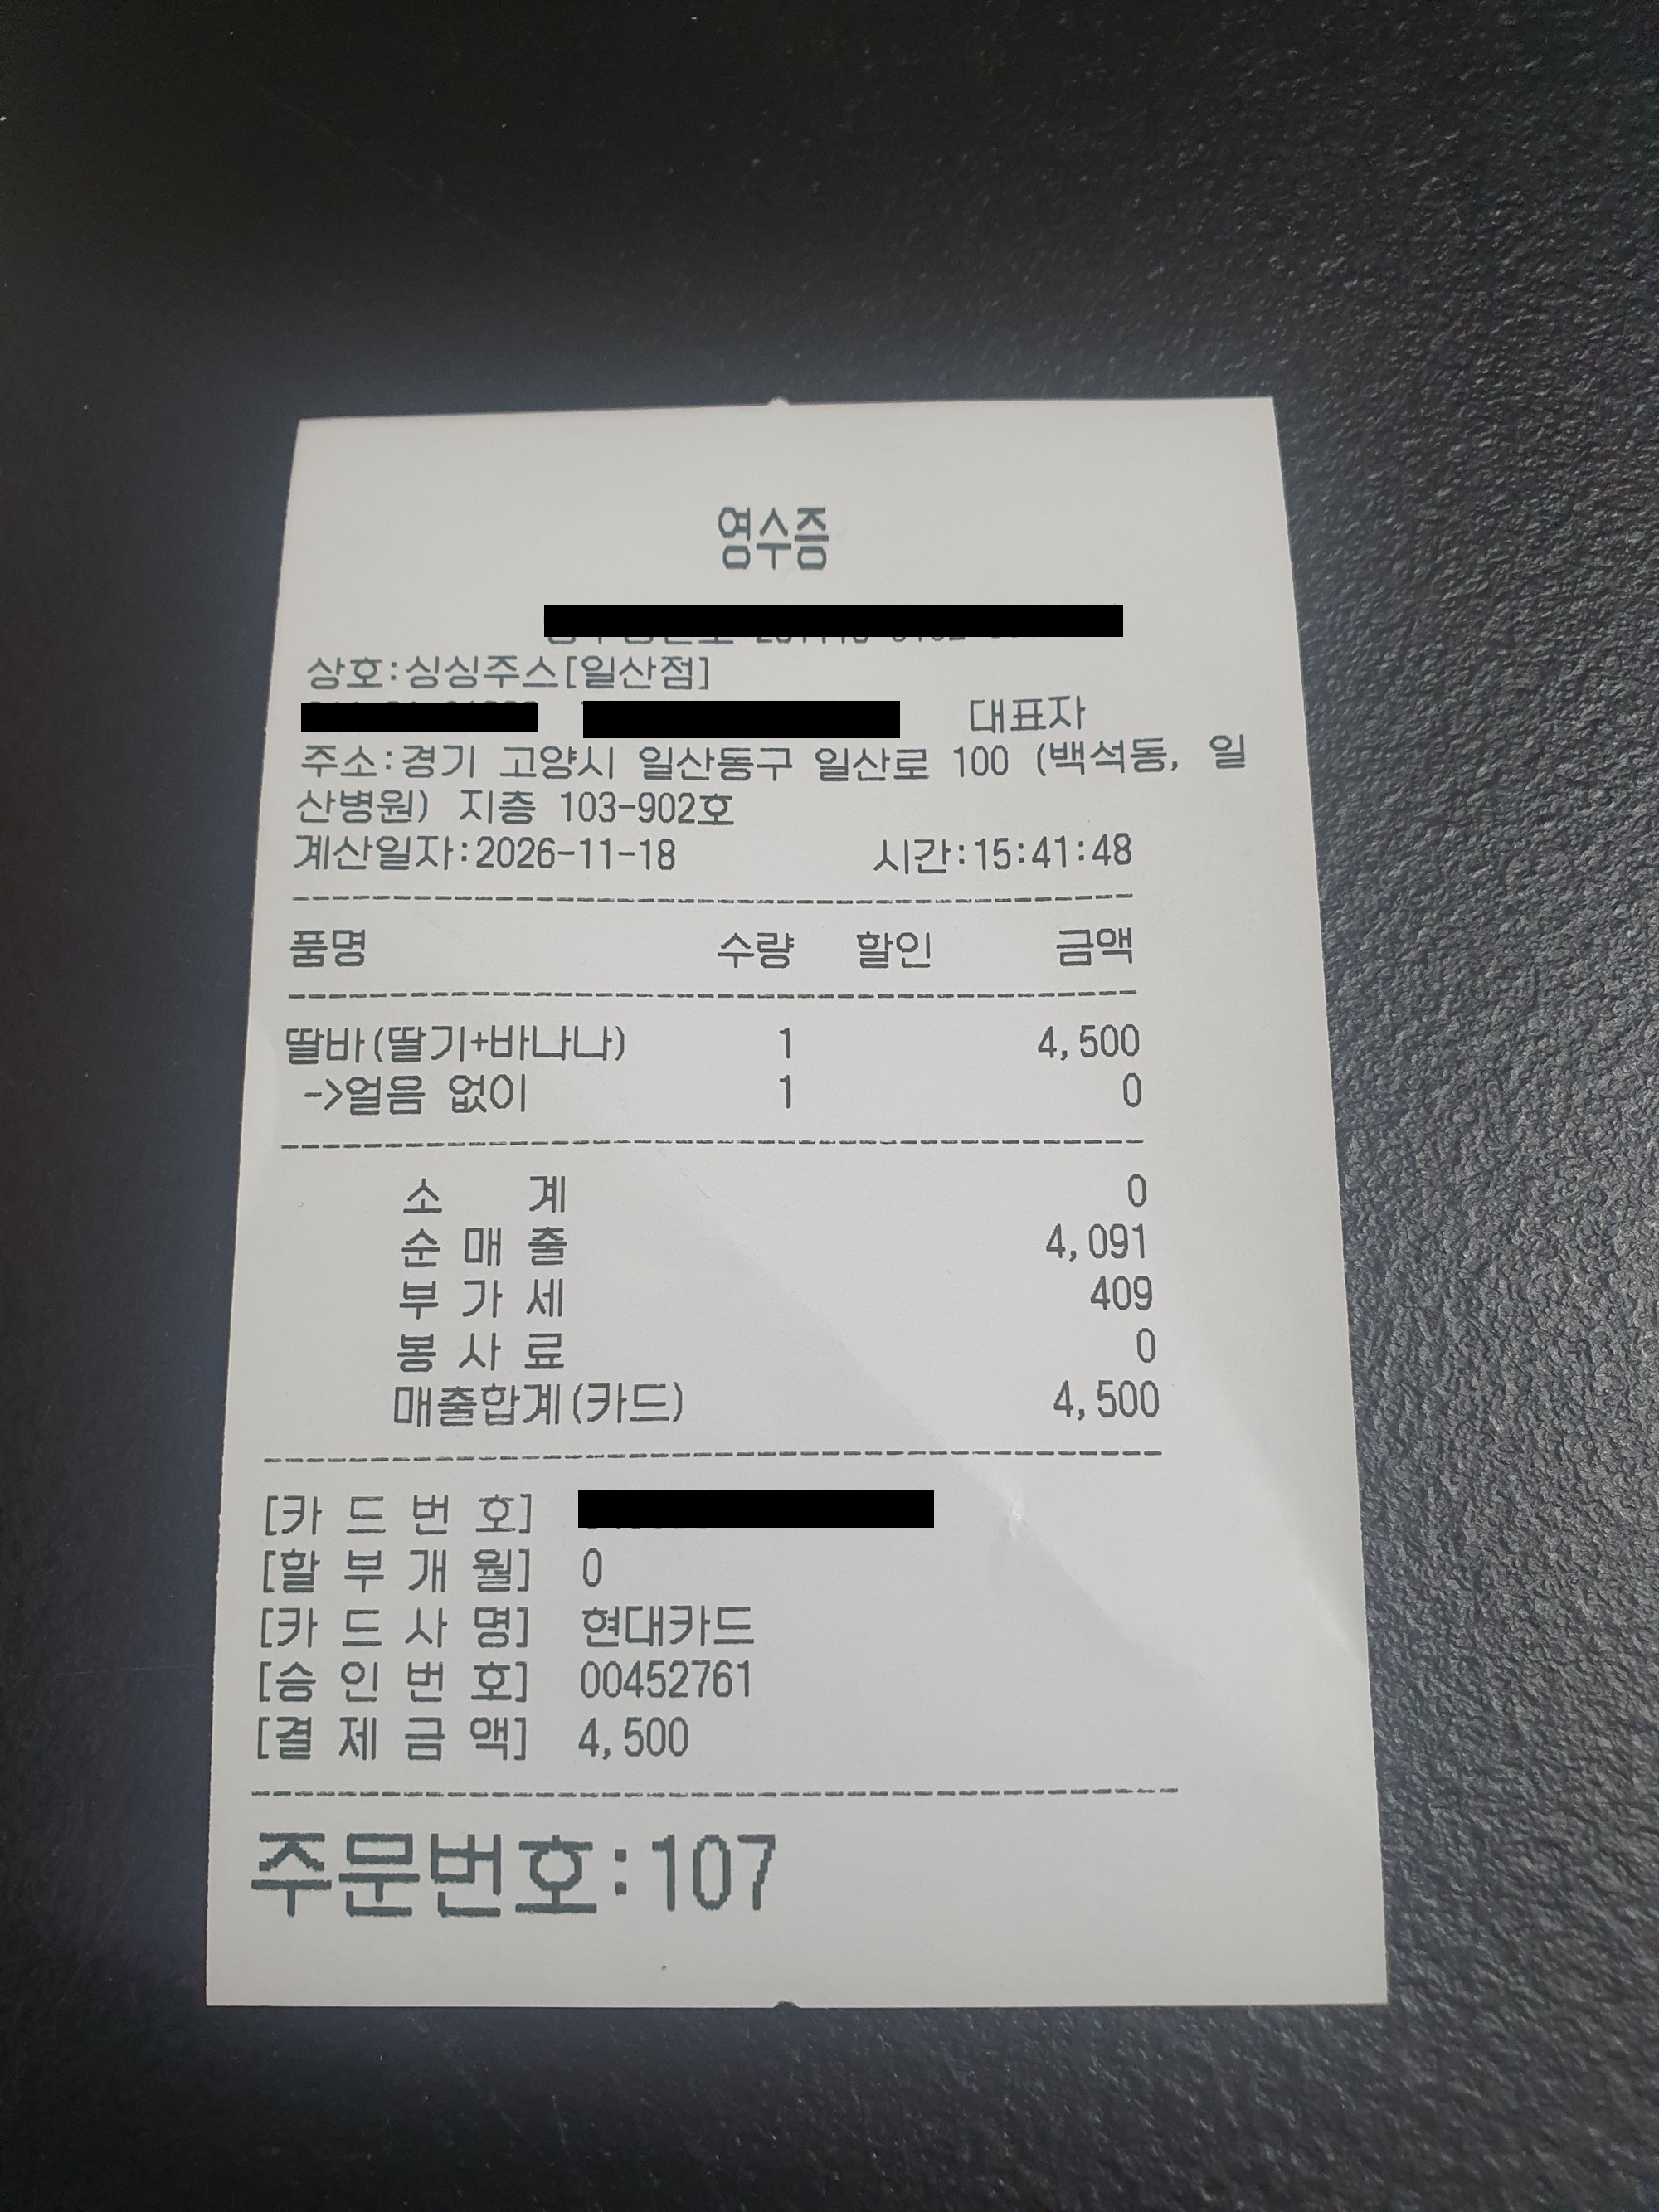 영수증
상호:싱싱주스[일산점]
대표자
주소:경기 고양시 일산동구 일산로 100 (백석동, 일
산병원) 지층 103-902호
계산일자:2026-11-18 시간:15:41:48
품명 수량 할인 금액
딸바(딸기+바나나) 1 4,500
->얼음 없이 1 0
소 계 0
순 매 출 4,091
부 가 세 409
봉 사 료 0
매출합계(카드) 4,500
[카 드 번 호]
[할 부 개 월] 0
[카 드 사 명] 현대카드
[승 인 번 호] 00452761
[결 제 금 액] 4,500
주문번호:107